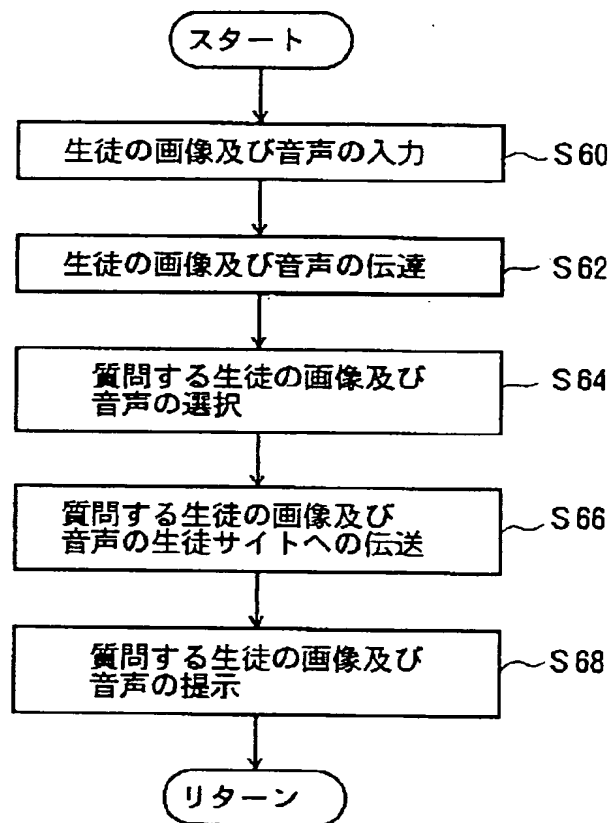 スタート
生徒の画像及び音声の入力 S60
生徒の画像及び音声の伝達 S62
質問する生徒の画像及び S64
音声の選択
質問する生徒の画像及び
音声の生徒サイトへの伝送 S66
質問する生徒の画像及び S68
音声の提示
リターン